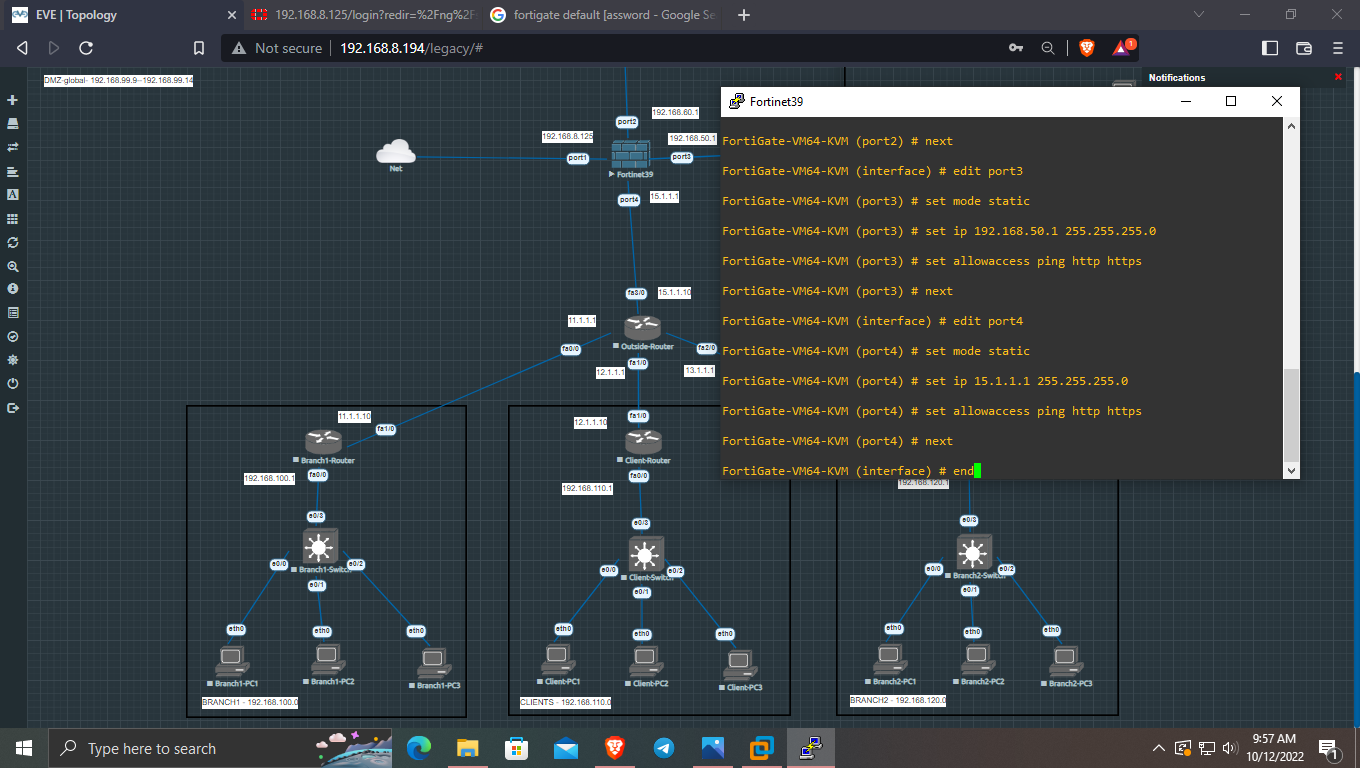 EVE | Topology
192.168.8.125/login?redir=%2Fng%2F
fortigate default [assword - Google Se
Not secure
192.168.8.194/legacy/#
1
DMZ-global- 192.168.99.9--192.168.99.14
Notifications
Fortinet39
FortiGate-VM64-KVM (port2) # next
FortiGate-VM64-KVM (interface) # edit port3
FortiGate-VM64-KVM (port3) # set mode static
FortiGate-VM64-KVM (port3) # set ip 192.168.50.1 255.255.255.0
FortiGate-VM64-KVM (port3) # set allowaccess ping http https
FortiGate-VM64-KVM (port3) # next
FortiGate-VM64-KVM (interface) # edit port4
FortiGate-VM64-KVM (port4) # set mode static
FortiGate-VM64-KVM (port4) # set ip 15.1.1.1 255.255.255.0
FortiGate-VM64-KVM (port4) # set allowaccess ping http https
FortiGate-VM64-KVM (port4) # next
FortiGate-VM64-KVM (interface) # end
192.168.60.1
port2
192.168.8.125
192.168.50.1
port1
port3
Net
Fortinet39
port4
15.1.1.1
fa3/0
15.1.1.10
11.1.1.1
Outside-Router
fa0/0
fa2/0
fa1/0
12.1.1.1
13.1.1.1
11.1.1.10
fa1/0
Branch1-Router
192.168.100.1
fa0/0
e0/3
e0/0
e0/2
Branch1-Switch
e0/1
eth0
eth0
eth0
Branch1-PC1
Branch1-PC2
Branch1-PC3
BRANCH1 - 192.168.100.0
fa1/0
12.1.1.10
Client-Router
fa0/0
192.168.110.1
e0/3
e0/0
e0/2
Client-Switch
e0/1
eth0
eth0
eth0
Client-PC1
Client-PC2
Client-PC3
CLIENTS - 192.168.110.0
192.168.120.1
e0/3
e0/0
e0/2
Branch2-Switch
e0/1
eth0
eth0
eth0
Branch2-PC1
Branch2-PC2
Branch2-PC3
BRANCH2 - 192.168.120.0
Type here to search
9:57 AM
10/12/2022
1